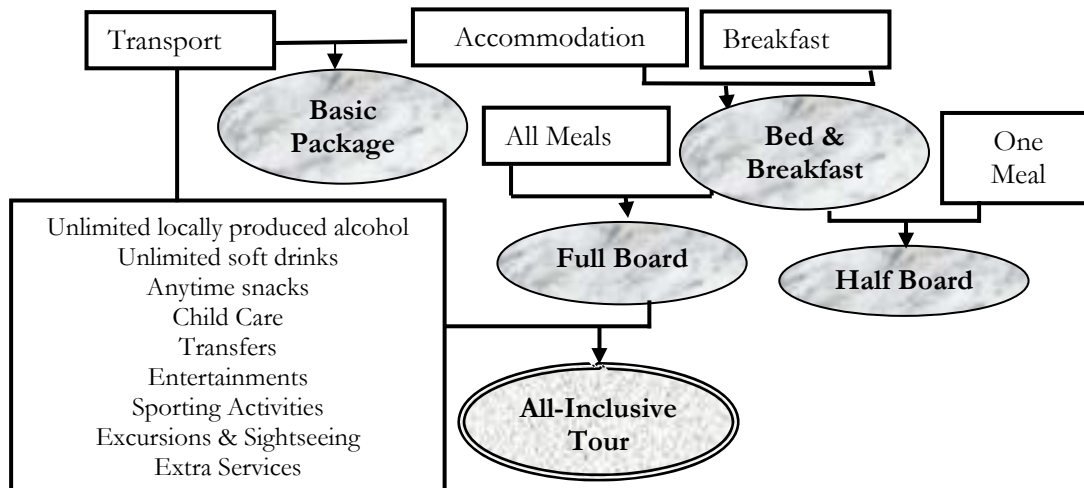 Transport
Accommodation
Breakfast
Basic
Package
All Meals
Bed &
Breakfast
One
Meal
Unlimited locally produced alcohol
Unlimited soft drinks
Anytime snacks
Child Care
Transfers
Entertainments
Sporting Activities
Excursions & Sightseeing
Extra Services
Full Board
Half Board
All-Inclusive
Tour